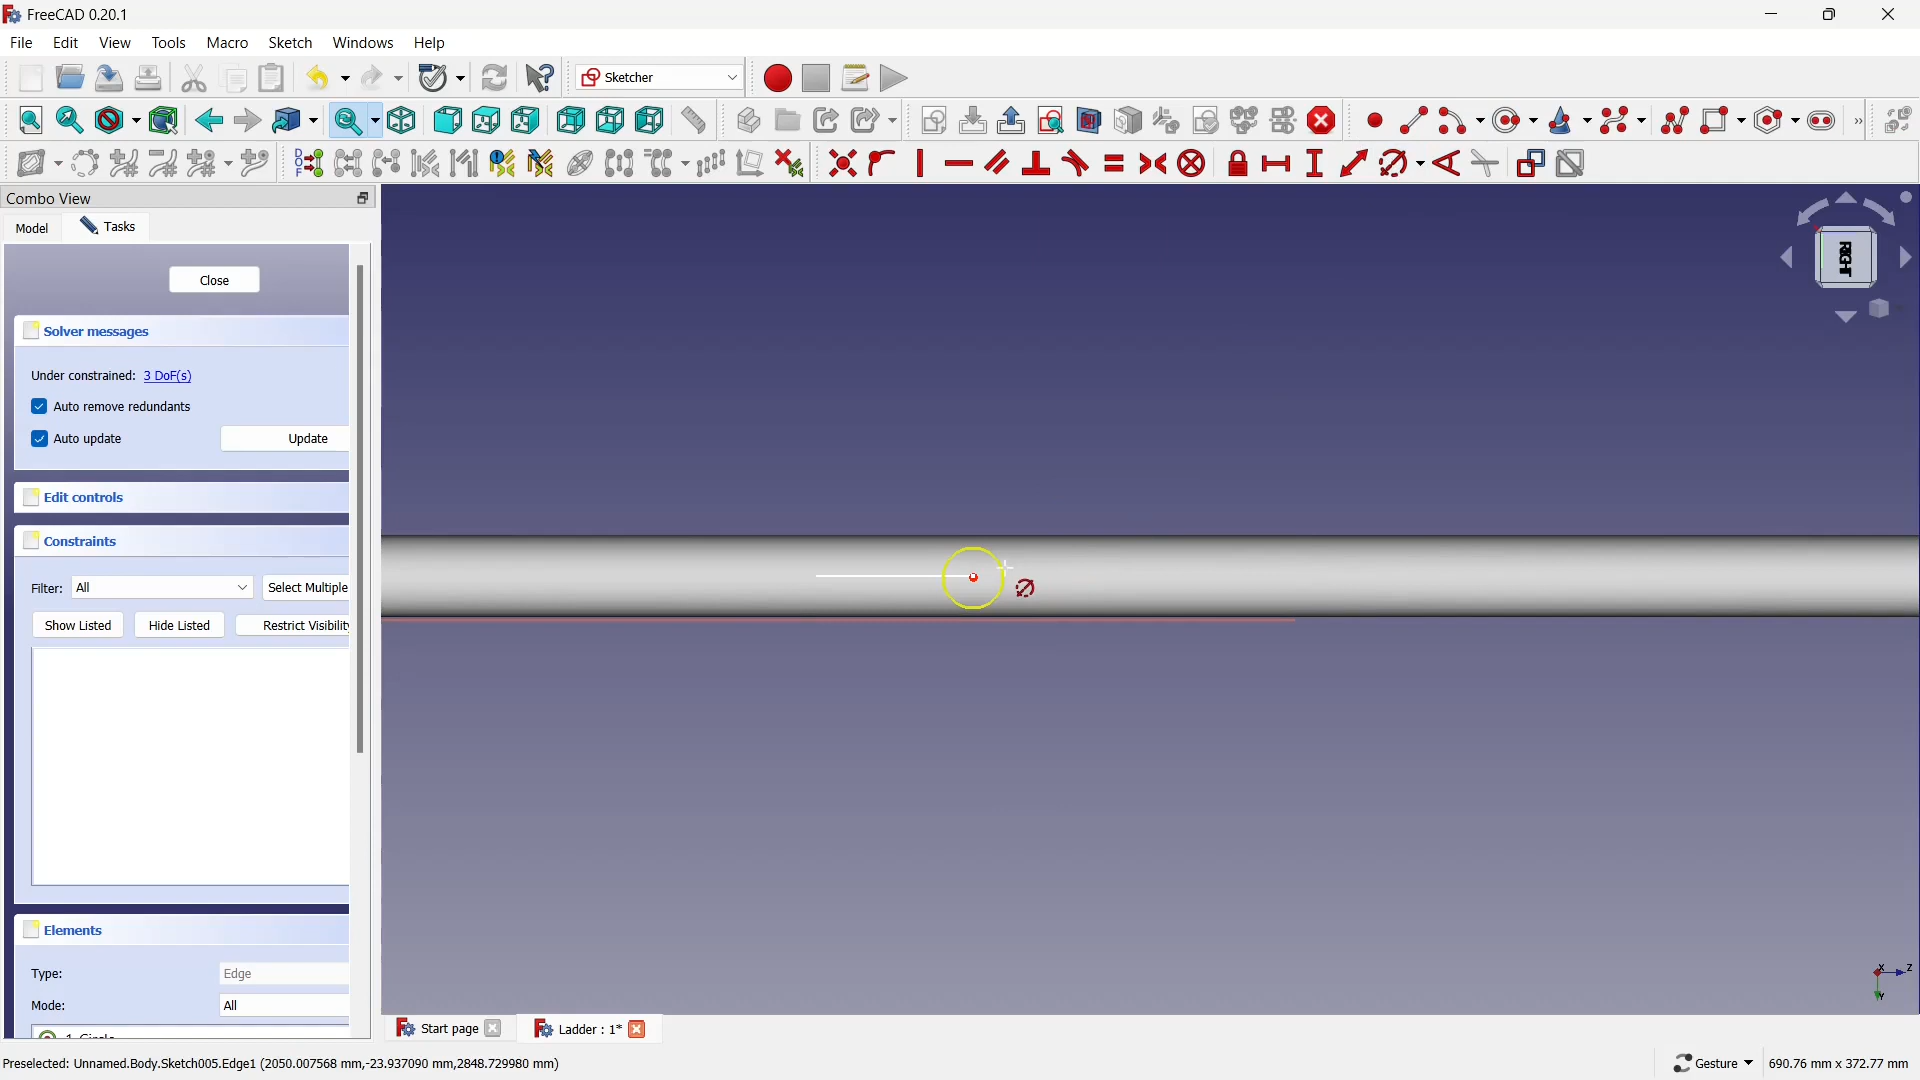 FreeCAD 0.20.1
File Edit View Tools Macro Sketch Windows Help
Sketcher
Combo View
Model Tasks
Close
Solver messages
Under constrained: 3 DoF(s)
Auto remove redundants
Auto update Update
Edit controls
Constraints
Filter: All Select Multiple
Show Listed Hide Listed Restrict Visibility
Elements
Type: Edge
Mode: All
RIGHT
X Z
Y
Start page Ladder : 1*
Preselected: Unnamed.Body.Sketch005.Edge1 (2050.007568 mm,-23.937090 mm,2848.729980 mm) Gesture 690.76 mm x 372.77 mm